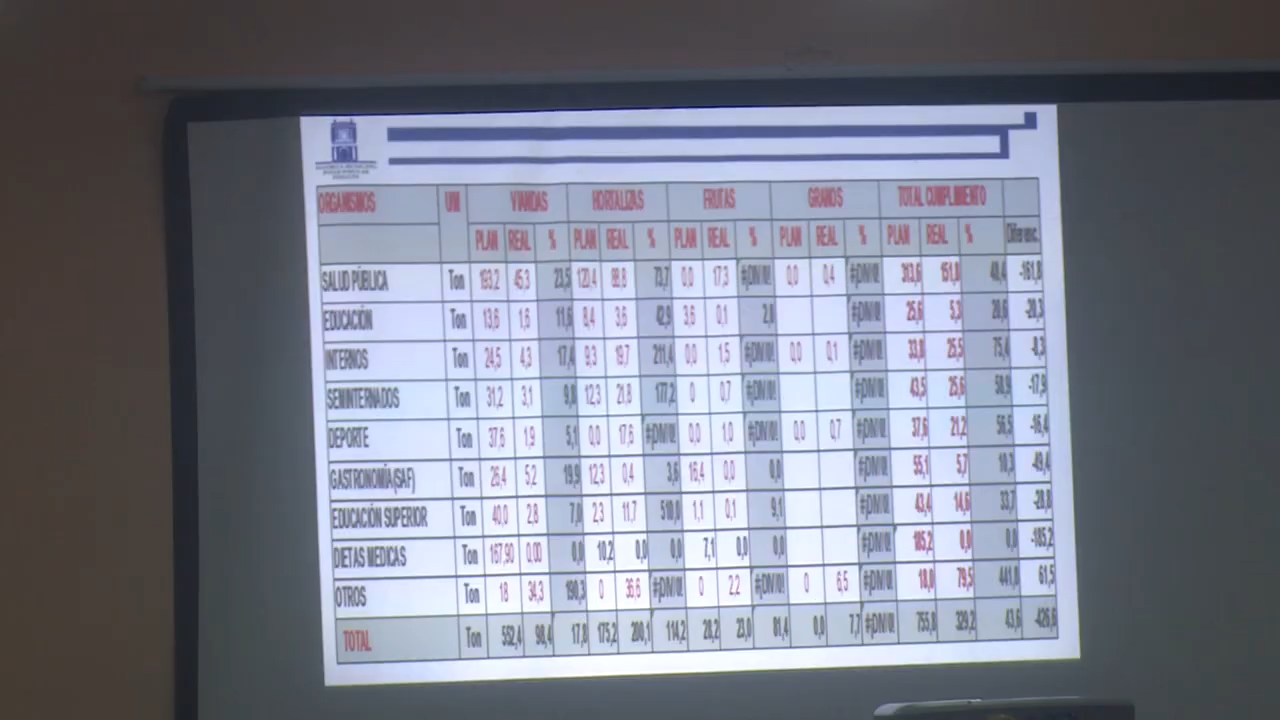 ORGANISMOS UM VIANDAS HORTALIZAS FRUTAS GRANOS TOTAL CUMPLIMIENTO
PLAN REAL % PLAN REAL % PLAN REAL % PLAN REAL % PLAN REAL % Diferenc.
SALUD PÚBLICA Ton 193,2 45,3 23,5 120,4 88,8 73,7 0,0 17,3 #¡DIV/0! 0,0 0,4 #¡DIV/0! 313,6 151,8 48,4 -161,8
EDUCACIÓN Ton 13,6 1,6 11,6 8,4 3,6 42,9 3,6 0,1 2,8 #¡DIV/0! 25,6 5,3 20,6 -20,3
INTERNOS Ton 24,5 4,3 17,4 9,3 19,7 211,4 0,0 1,5 #¡DIV/0! 0,0 0,1 #¡DIV/0! 33,8 25,5 75,4 -8,3
SEMINTERNADOS Ton 31,2 3,1 9,8 12,3 21,8 177,2 0 0,7 #¡DIV/0! #¡DIV/0! 43,5 25,6 58,9 -17,9
DEPORTE Ton 37,6 1,9 5,1 0,0 17,6 #¡DIV/0! 0,0 1,0 #¡DIV/0! 0,0 0,7 #¡DIV/0! 37,6 21,2 56,5 -16,4
GASTRONOMÍA(SAF) Ton 26,4 5,2 19,9 12,3 0,4 3,6 16,4 0,0 0,0 #¡DIV/0! 55,1 5,7 10,3 -49,4
EDUCACIÓN SUPERIOR Ton 40,0 2,8 7,0 2,3 11,7 510,0 1,1 0,1 9,1 #¡DIV/0! 43,4 14,6 33,7 -28,8
DIETAS MEDICAS Ton 167,90 0,00 0,0 10,2 0,0 0,0 7,1 0,0 0,0 #¡DIV/0! 185,2 0,0 0,0 -185,2
OTROS Ton 18 34,3 190,3 0 36,6 #¡DIV/0! 0 2,2 #¡DIV/0! 0 6,5 #¡DIV/0! 18,0 79,5 441,8 61,5
TOTAL Ton 552,4 98,4 17,8 175,2 200,1 114,2 28,2 23,0 81,4 0,0 7,7 #¡DIV/0! 755,8 329,2 43,6 -426,6